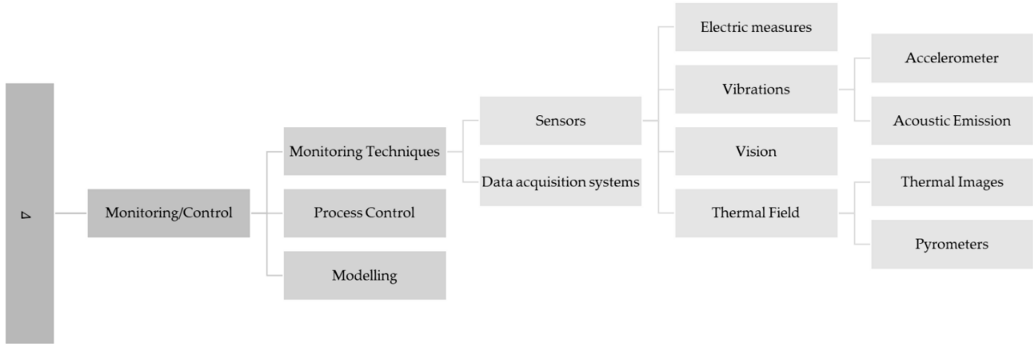 Electric measures
Accelerometer
Vibrations
Sensors
Acoustic Emission
Monitoring Techniques
Vision
Data acquisition systems
Thermal Images
Monitoring/Control
Process Control
Thermal Field
Pyrometers
Modelling